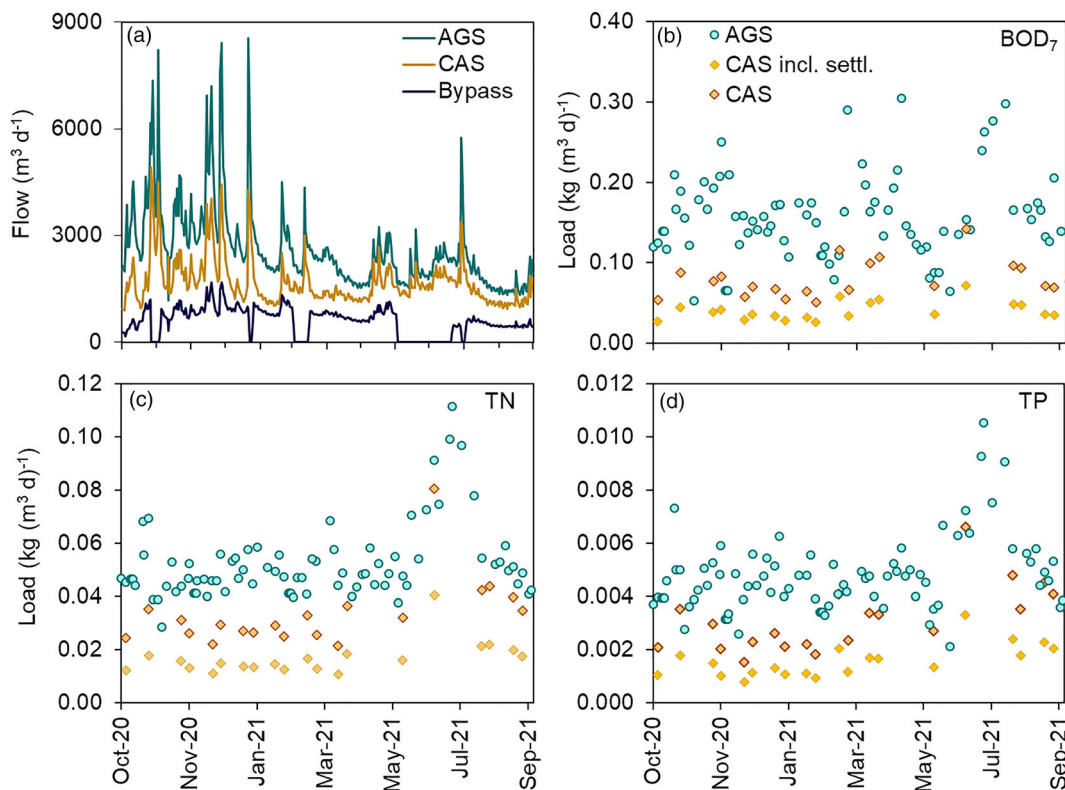 (a)
AGS
CAS
Bypass
Flow (m³ d⁻¹)
9000
6000
3000
0
(b)
BOD₇
AGS
CAS incl. settl.
CAS
Load (kg (m³ d)⁻¹)
0.40
0.30
0.20
0.10
0.00
(c)
TN
Load (kg (m³ d)⁻¹)
0.12
0.10
0.08
0.06
0.04
0.02
0.00
Oct-20
Nov-20
Jan-21
Mar-21
May-21
Jul-21
Sep-21
(d)
TP
0.012
0.010
0.008
0.006
0.004
0.002
0.000
Oct-20
Nov-20
Jan-21
Mar-21
May-21
Jul-21
Sep-21